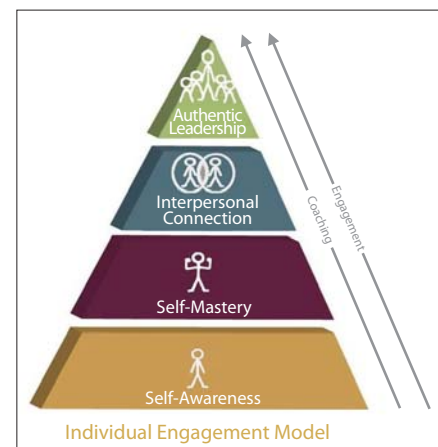 Authentic
Leadership
Interpersonal
Connection
Self-Mastery
Self-Awareness
Coaching
Engagement
Individual Engagement Model